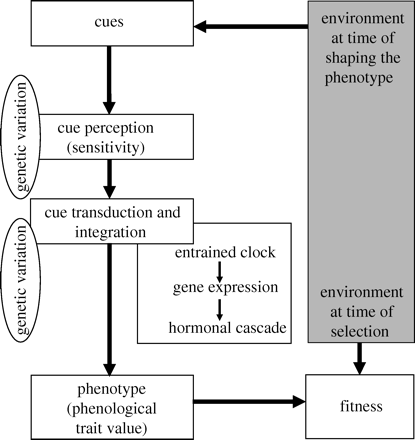 cues
environment
at time of
shaping the
phenotype
genetic variation
cue perception
(sensitivity)
genetic variation
cue transduction and
integration
entrained clock
gene expression
hormonal cascade
environment
at time of
selection
phenotype
(phenological
trait value)
fitness